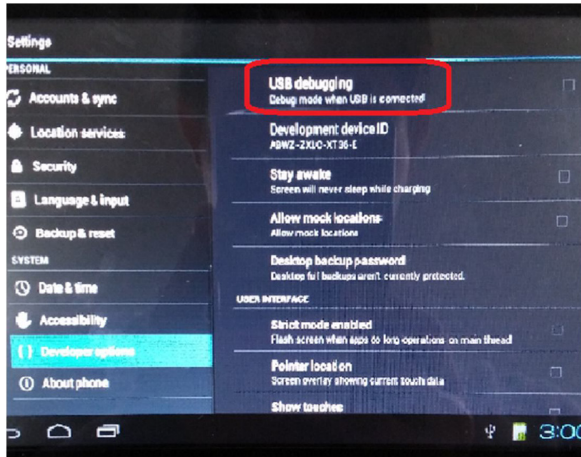 Settings
PERSONAL
Accounts & sync
Location services
Security
Language & input
Backup & reset
SYSTEM
Date & time
Accessibility
{ } Developer options
About phone
USB debugging
Debug mode when USB is connected
Development device ID
Stay awake
Screen will never sleep while charging
Allow mock locations
Allow mock locations
Desktop backup password
Desktop full backups aren't currently protected.
USER INTERFACE
Strict mode enabled
Flash screen when apps do long operations on main thread
Pointer location
Screen overlay showing current touch data
Show touches
3:00